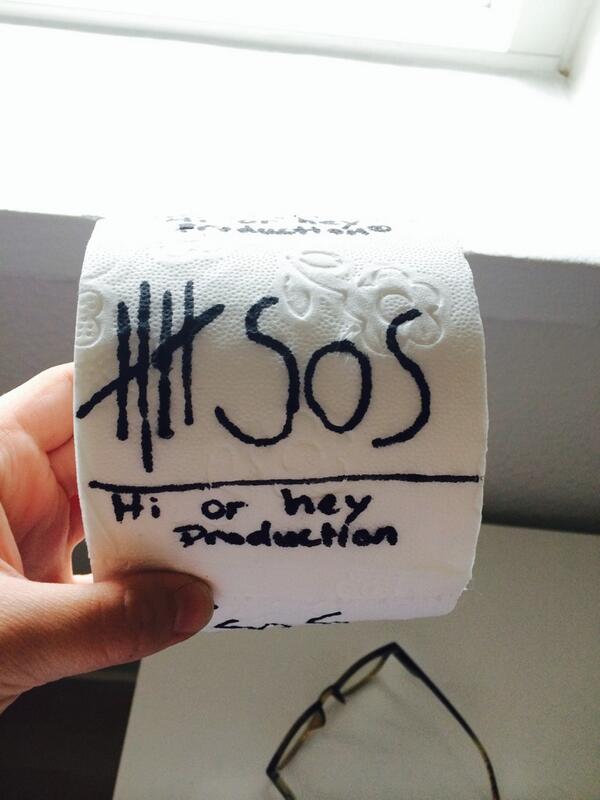 Hi or hey
Production®
𝍸 SOS
Hi or hey
Production